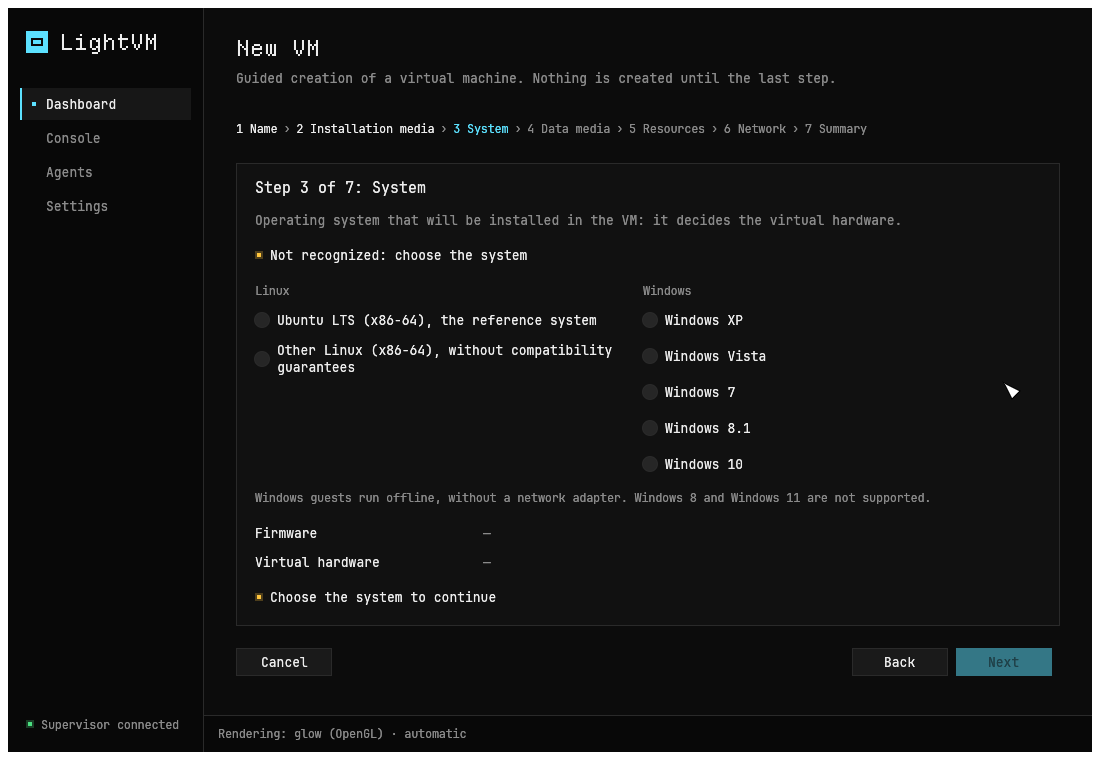 LightVM
Dashboard
Console
Agents
Settings
Supervisor connected
New VM
Guided creation of a virtual machine. Nothing is created until the last step.
1 Name › 2 Installation media › 3 System › 4 Data media › 5 Resources › 6 Network › 7 Summary
Step 3 of 7: System
Operating system that will be installed in the VM: it decides the virtual hardware.
Not recognized: choose the system
Linux
Ubuntu LTS (x86-64), the reference system
Other Linux (x86-64), without compatibility
guarantees
Windows
Windows XP
Windows Vista
Windows 7
Windows 8.1
Windows 10
Windows guests run offline, without a network adapter. Windows 8 and Windows 11 are not supported.
Firmware —
Virtual hardware —
Choose the system to continue
Cancel
Back
Next
Rendering: glow (OpenGL) · automatic